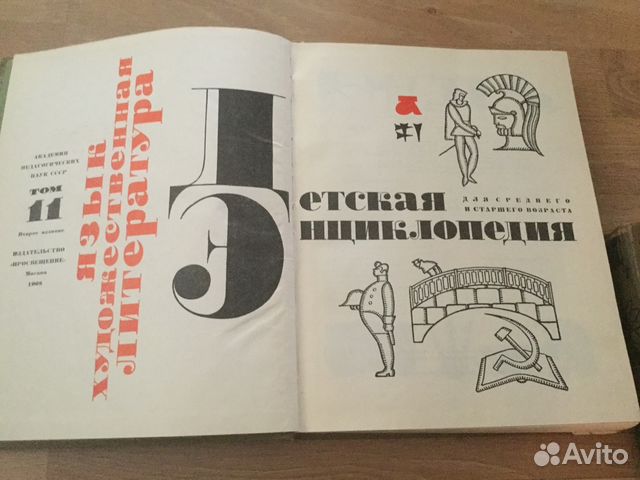 АКАДЕМИЯ
ПЕДАГОГИЧЕСКИХ
НАУК СССР
ТОМ
11
Второе издание
ИЗДАТЕЛЬСТВО
«ПРОСВЕЩЕНИЕ»
Москва
1968
ЯЗЫК
ХУДОЖЕСТВЕННАЯ
ЛИТЕРАТУРА
Детская
Энциклопедия
ДЛЯ СРЕДНЕГО
И СТАРШЕГО ВОЗРАСТА
Avito